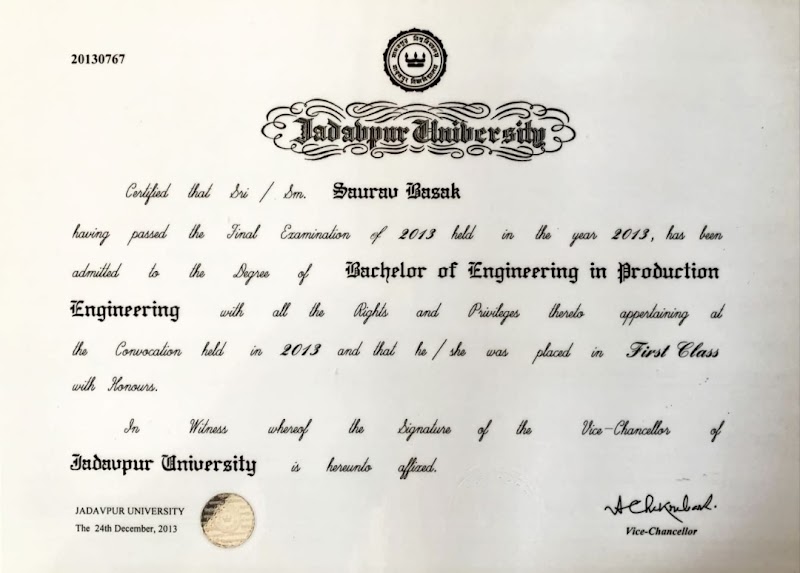 20130767
Jadavpur University
Certified that Sri / Sm. Saurav Basak
having passed the Final Examination of 2013 held in the year 2013, has been
admitted to the Degree of Bachelor of Engineering in Production
Engineering with all the Rights and Privileges thereto appertaining at
the Convocation held in 2013 and that he / she was placed in First Class
with Honours.
In Witness whereof the Signature of the Vice-Chancellor of
Jadavpur University is hereunto affixed.
JADAVPUR UNIVERSITY
The 24th December, 2013
Vice-Chancellor